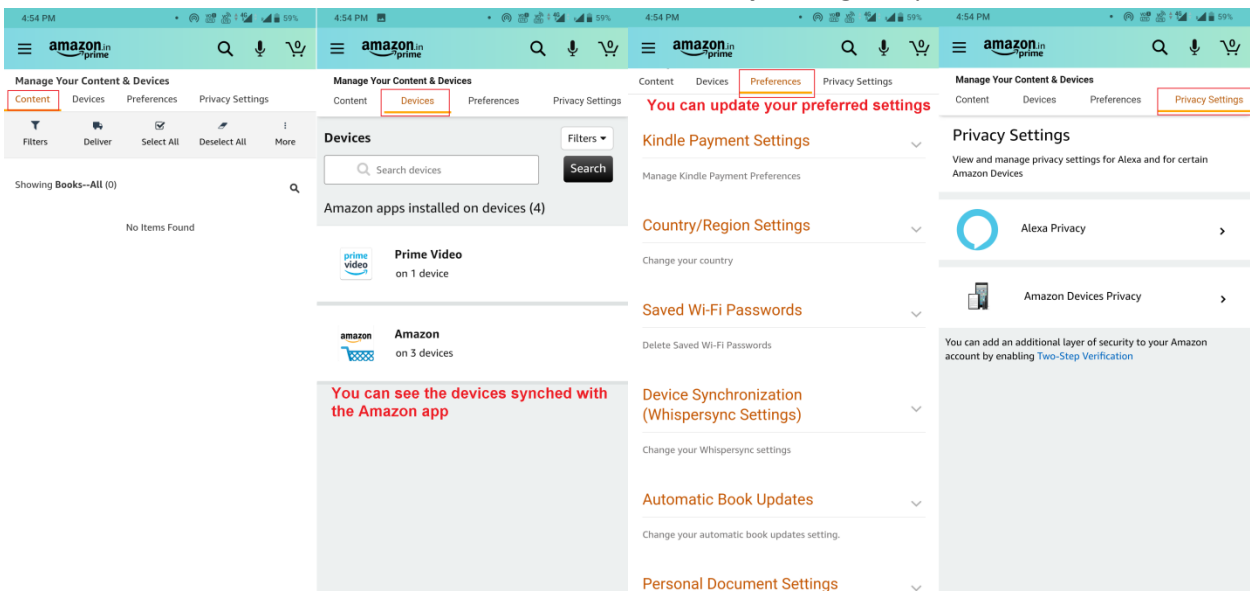 4:54 PM
4G
59%
amazon.in
prime
0
Manage Your Content & Devices
Content Devices Preferences Privacy Settings
Filters Deliver Select All Deselect All More
Showing Books--All (0)
No Items Found
4:54 PM
4G
59%
amazon.in
prime
0
Manage Your Content & Devices
Content Devices Preferences Privacy Settings
Devices
Filters
Search devices
Search
Amazon apps installed on devices (4)
prime
video
Prime Video
on 1 device
amazon
Amazon
on 3 devices
You can see the devices synched with
the Amazon app
4:54 PM
4G
59%
amazon.in
prime
0
Content Devices Preferences Privacy Settings
You can update your preferred settings
Kindle Payment Settings
Manage Kindle Payment Preferences
Country/Region Settings
Change your country
Saved Wi-Fi Passwords
Delete Saved Wi-Fi Passwords
Device Synchronization
(Whispersync Settings)
Change your Whispersync settings
Automatic Book Updates
Change your automatic book updates setting.
Personal Document Settings
4:54 PM
4G
59%
amazon.in
prime
0
Manage Your Content & Devices
Content Devices Preferences Privacy Settings
Privacy Settings
View and manage privacy settings for Alexa and for certain
Amazon Devices
Alexa Privacy
Amazon Devices Privacy
You can add an additional layer of security to your Amazon
account by enabling Two-Step Verification